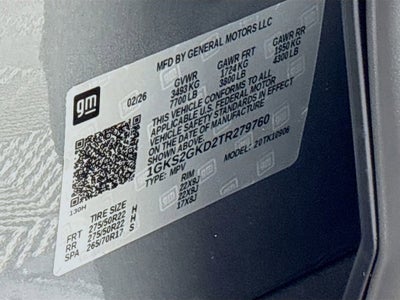 gm
02/26
MFD BY GENERAL MOTORS LLC
GVWR GAWR FRT GAWR RR
3493 KG 1724 KG 1950 KG
7700 LB 3800 LB 4300 LB
THIS VEHICLE CONFORMS TO ALL
APPLICABLE U.S. FEDERAL MOTOR
VEHICLE SAFETY STANDARDS IN EFFECT
ON THE DATE OF MANUFACTURE
SHOWN ABOVE.
1GKS2GKD2TR279760
TYPE: MPV MODEL: Z0TK10906
130H
TIRE SIZE RIM
FRT 275/50R22 H 22X9J
RR 275/50R22 H 22X9J
SPA 265/70R17 S 17X8J